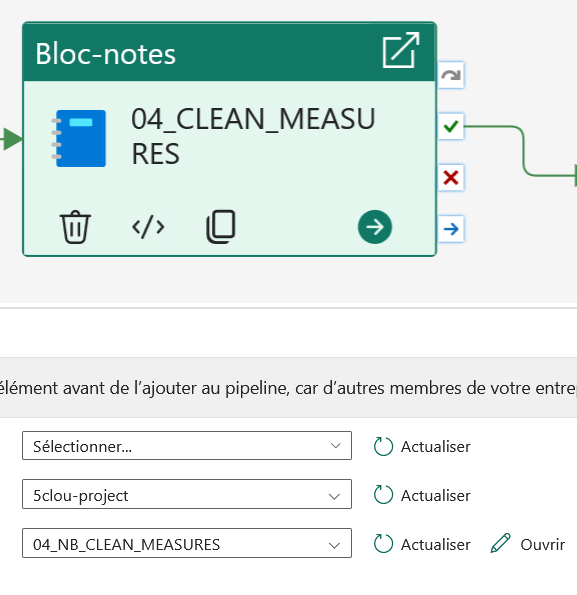 Bloc-notes
04_CLEAN_MEASU
RES
élément avant de l'ajouter au pipeline, car d'autres membres de votre
Sélectionner...
Actualiser
5clou-project
Actualiser
04_NB_CLEAN_MEASURES
Actualiser
Ouvrir